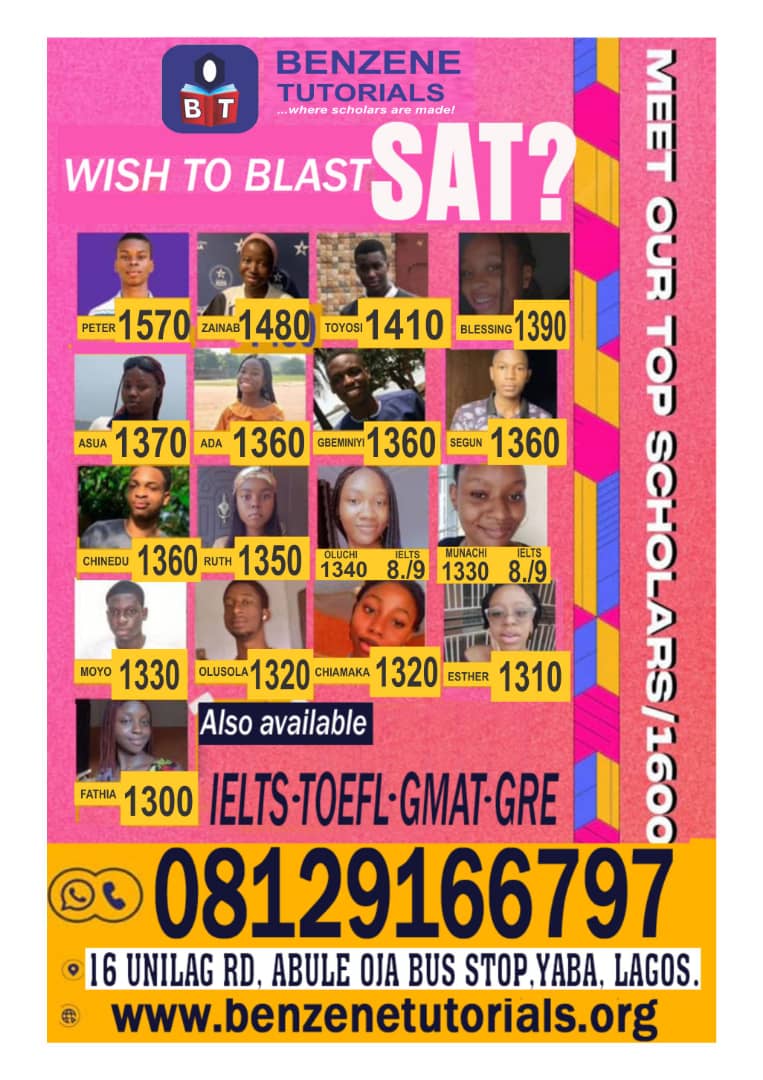 BENZENE
TUTORIALS
...where scholars are made!
B T
WISH TO BLAST SAT?
PETER 1570 ZAINAB 1480 TOYOSI 1410 BLESSING 1390
ASUA 1370 ADA 1360 GBEMINIYI 1360 SEGUN 1360
CHINEDU 1360 RUTH 1350 OLUCHI 1340 IELTS 8./9 MUNACHI 1330 IELTS 8./9
MOYO 1330 OLUSOLA 1320 CHIAMAKA 1320 ESTHER 1310
FATHIA 1300
Also available
IELTS-TOEFL-GMAT-GRE
MEET OUR TOP SCHOLARS/1600
08129166797
16 UNILAG RD, ABULE OJA BUS STOP,YABA, LAGOS.
www.benzenetutorials.org